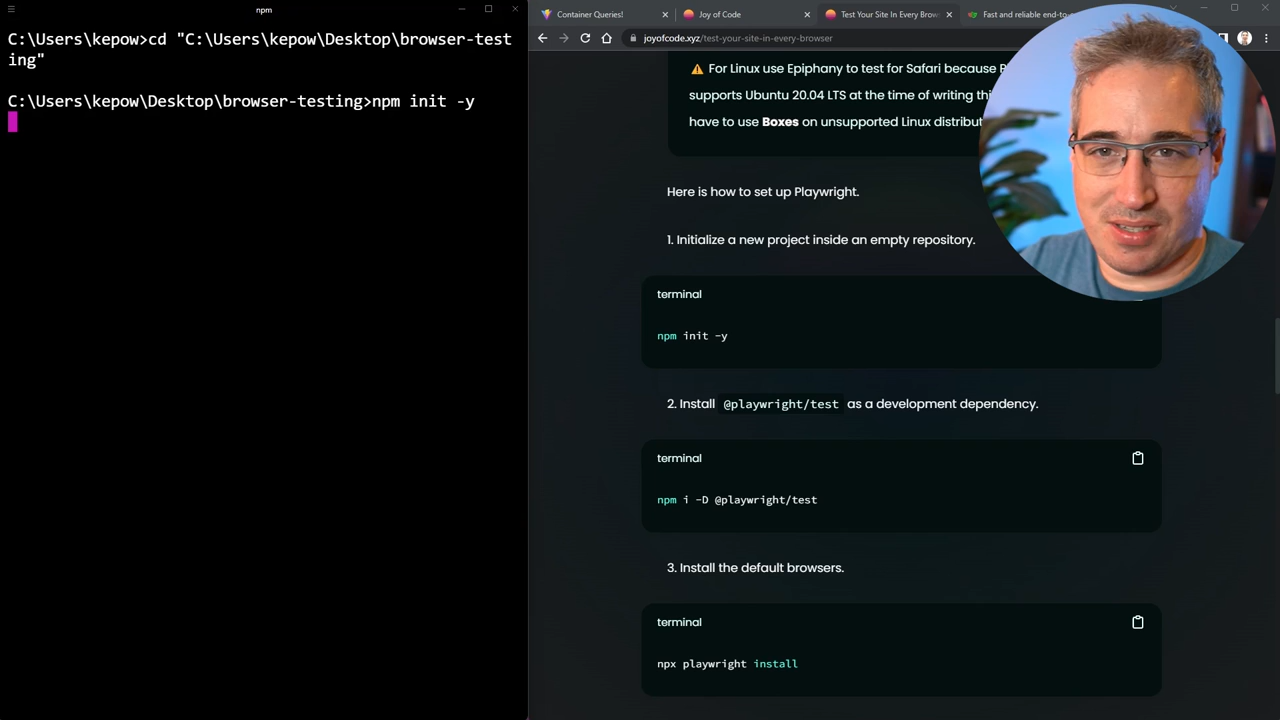 npm
C:\Users\kepow>cd "C:\Users\kepow\Desktop\browser-test
ing"
C:\Users\kepow\Desktop\browser-testing>npm init -y
Container Queries!
Joy of Code
Test Your Site In Every Brow
Fast and reliable end-to-e
joyofcode.xyz/test-your-site-in-every-browser
For Linux use Epiphany to test for Safari because
supports Ubuntu 20.04 LTS at the time of writing
have to use Boxes on unsupported Linux
Here is how to set up Playwright.
1. Initialize a new project inside an empty repository.
terminal
npm init -y
2. Install @playwright/test as a development dependency.
terminal
npm i -D @playwright/test
3. Install the default browsers.
terminal
npx playwright install